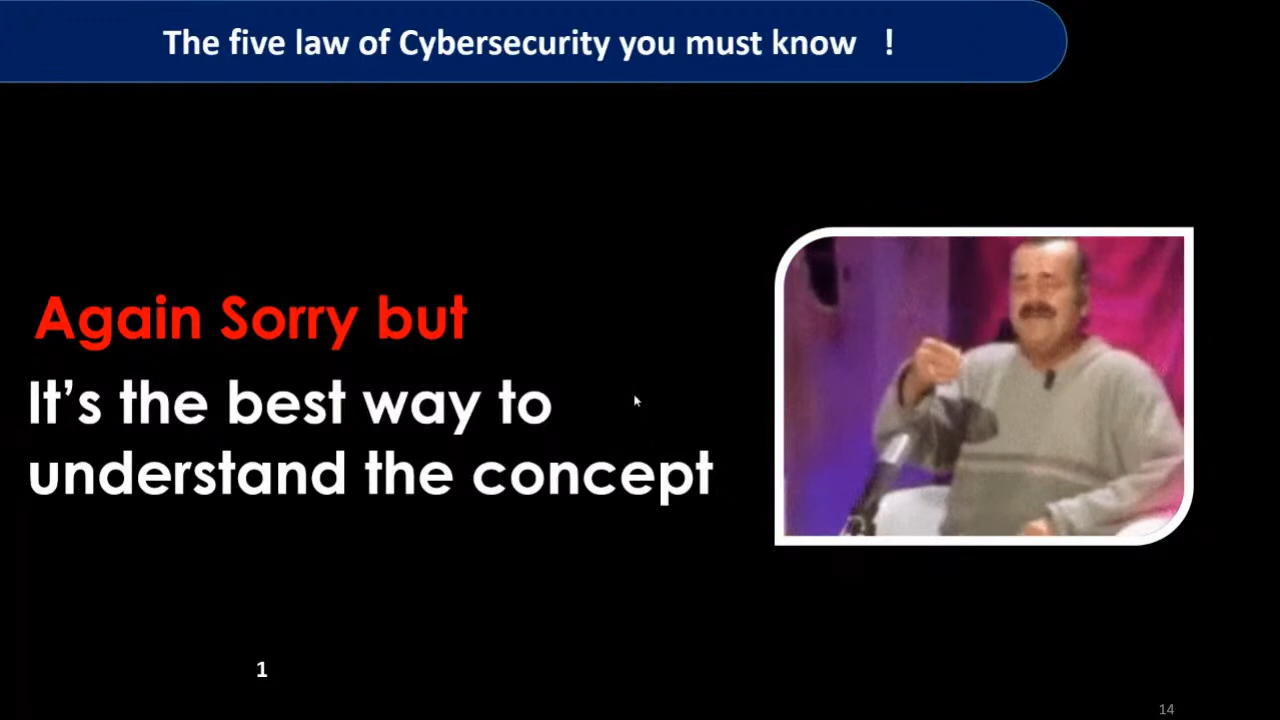 The five law of Cybersecurity you must know !
Again Sorry but
It’s the best way to
understand the concept
1
14